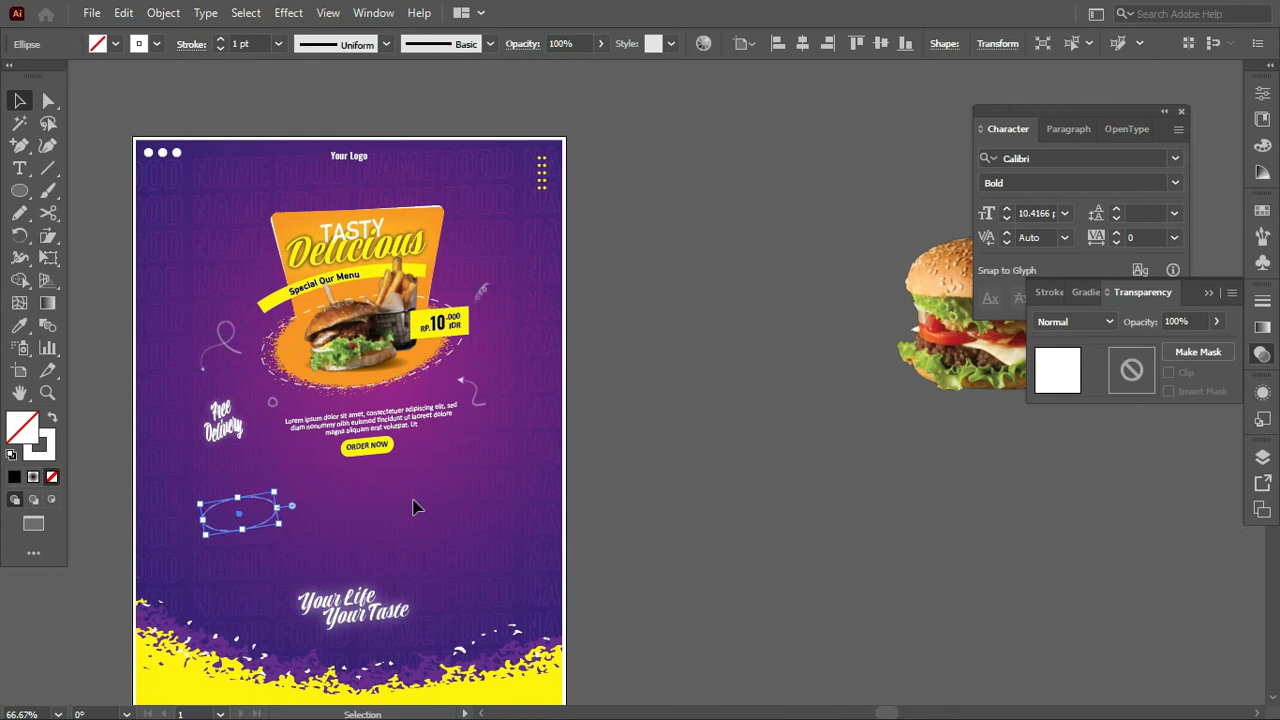 Ai
File Edit Object Type Select Effect View Window Help
Search Adobe Help
Ellipse
Stroke: 1 pt
Uniform
Basic
Opacity: 100%
Style:
Shape:
Transform
Your Logo
NAME FOOD
TASTY
Delicious
Special Our Menu
RP. 10.000 IDR
Free
Delivery
Lorem ipsum dolor sit amet, consectetuer adipiscing elit, sed
diam nonummy nibh euismod tincidunt ut laoreet dolore
magna aliquam erat volutpat. Ut
ORDER NOW
Your Life
Your Taste
Character Paragraph OpenType
Calibri
Bold
10.4166 p
Auto
0
Snap to Glyph
Stroke Gradie Transparency
Normal
Opacity: 100%
Make Mask
Clip
Invert Mask
66.67% 0° 1 Selection